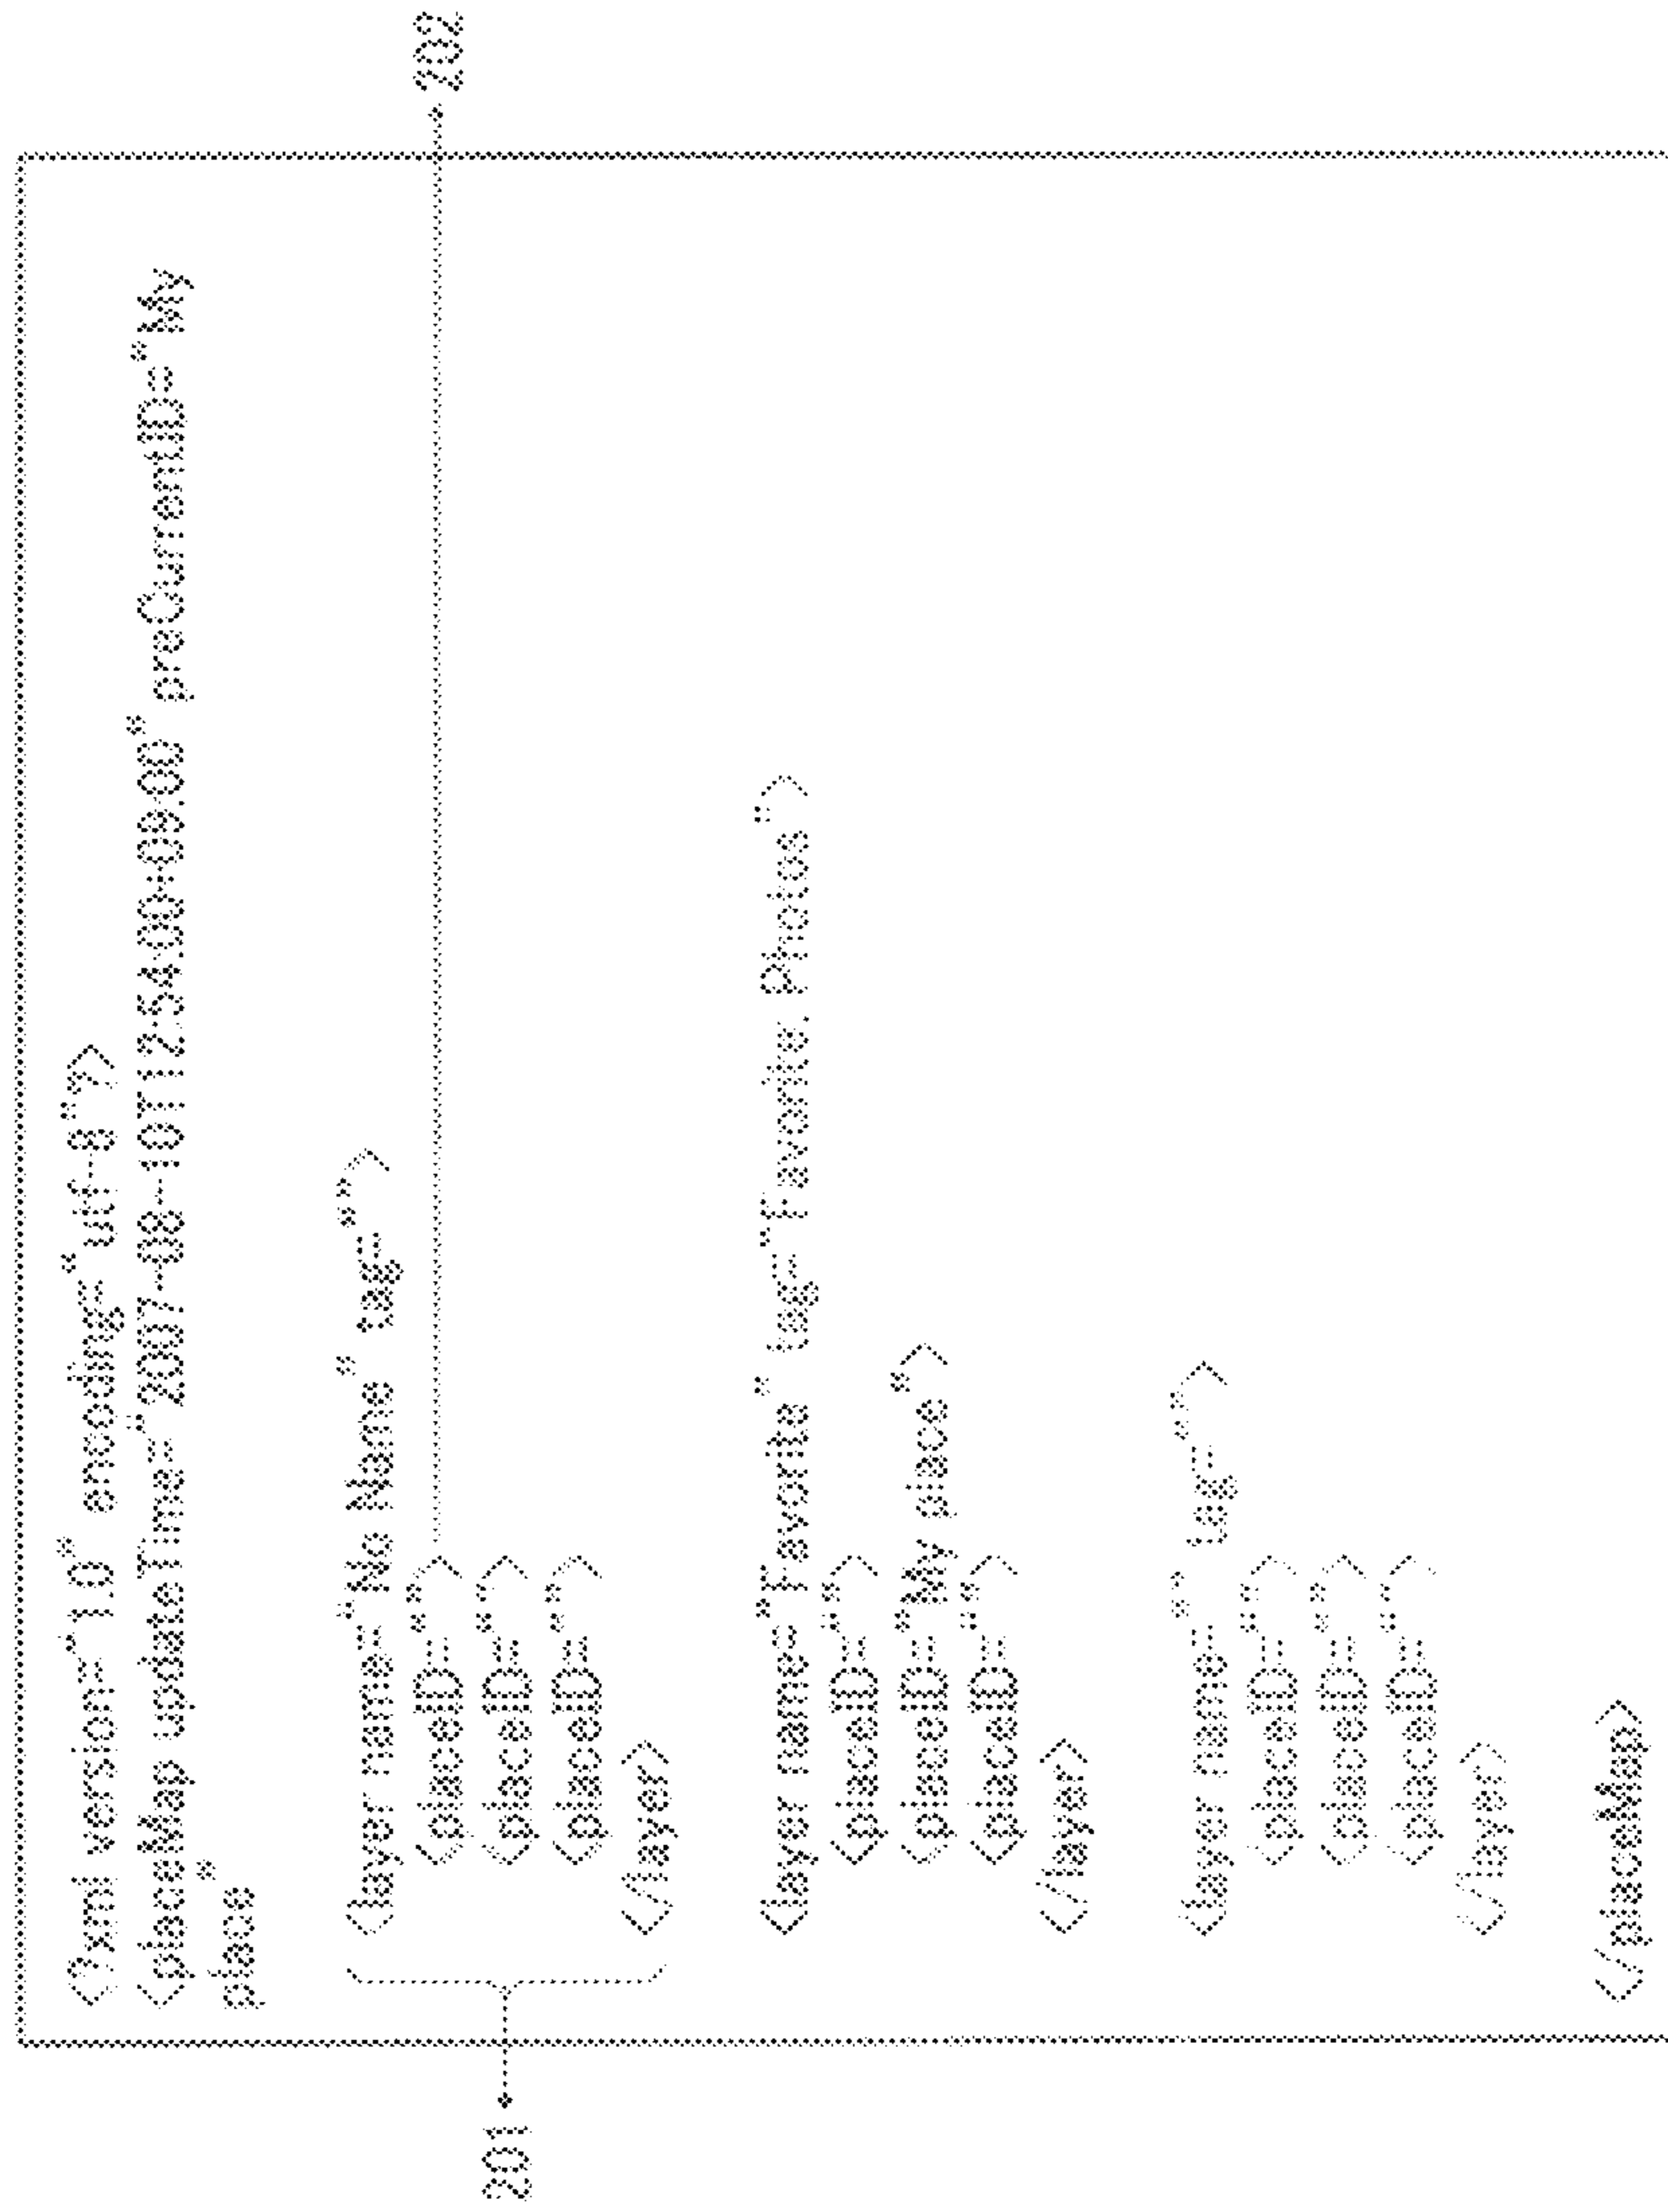 <?xml version="1.0" encoding="utf-8"?>
<placeMap updateTime="2007-08-10T12:54:00+09:00" preCurrentID="My
place"
<layer name="No Name" tag="">
<placeID="">
<placeID="">
<placeID="">
</layer>
<layer name="Favorite" tag="Favorite, Photos">
<placeID="">
<placeID="My place">
<placeID="">
</layer>
<layer name="" tag="">
<placeID="">
<placeID="">
<placeID="">
</layer>
</placeMap>
201
202